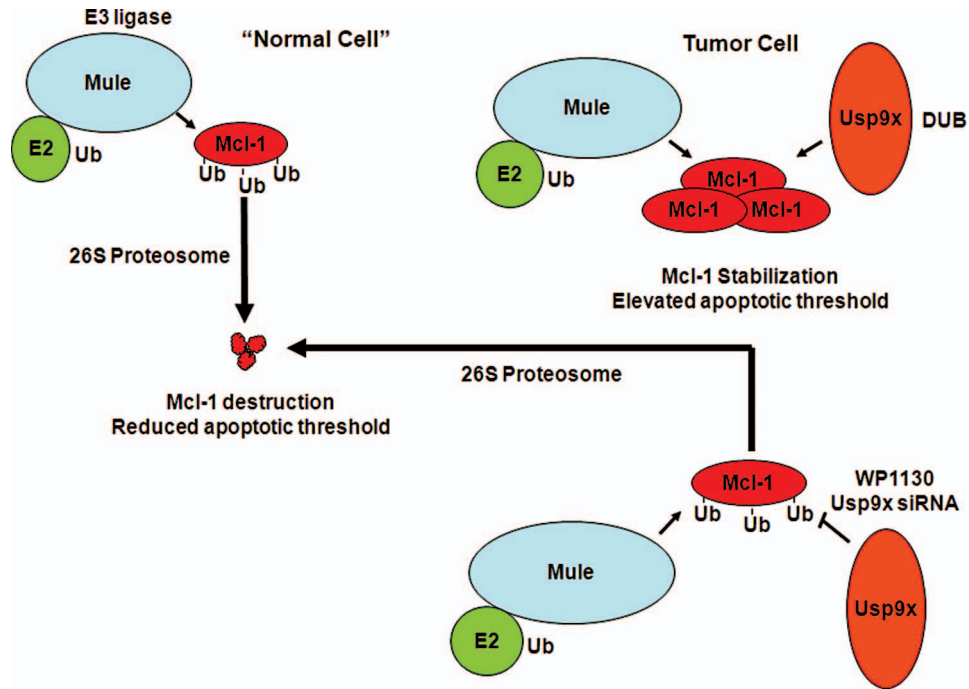 E3 ligase
“Normal Cell”
Mule
E2
Ub
Mcl-1
Ub
Ub
Ub
26S Proteosome
Mcl-1 destruction
Reduced apoptotic threshold
Tumor Cell
Mule
E2
Ub
Usp9x
DUB
Mcl-1
Mcl-1
Mcl-1
Mcl-1 Stabilization
Elevated apoptotic threshold
26S Proteosome
Mcl-1
Ub
Ub
Ub
WP1130
Usp9x siRNA
Mule
E2
Ub
Usp9x